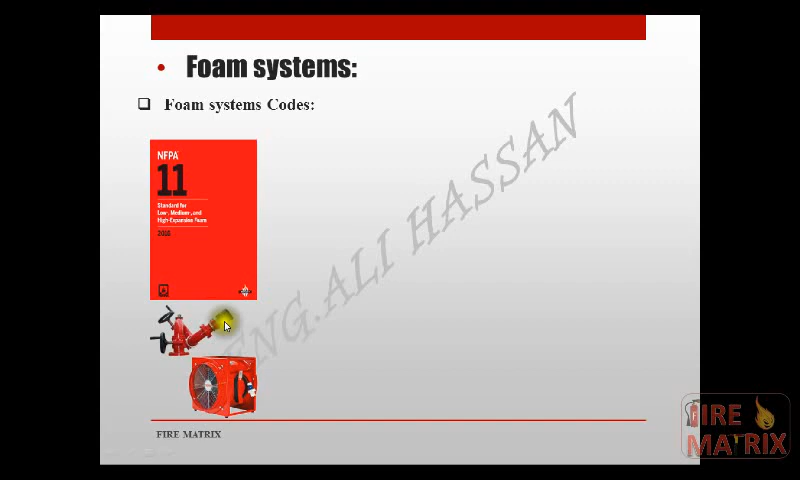 Foam systems:
Foam systems Codes:
NFPA
11
Standard for
Low-, Medium-, and
High-Expansion Foam
ENG.ALI HASSAN
FIRE MATRIX
FIRE
MATRIX